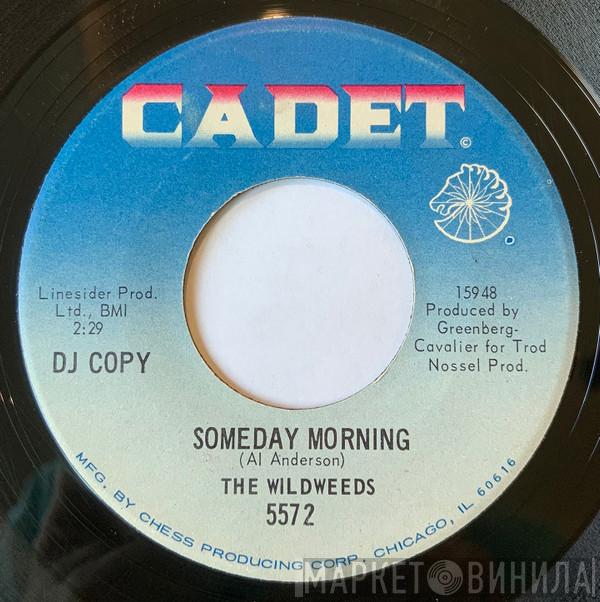 CADET
©
Linesider Prod.
Ltd., BMI
2:29
DJ COPY
15948
Produced by
Greenberg-
Cavalier for Trod
Nossel Prod.
SOMEDAY MORNING
(Al Anderson)
THE WILDWEEDS
5572
MFG. BY CHESS PRODUCING CORP. CHICAGO, IL 60616
МАРКЕТ ВИНИЛА